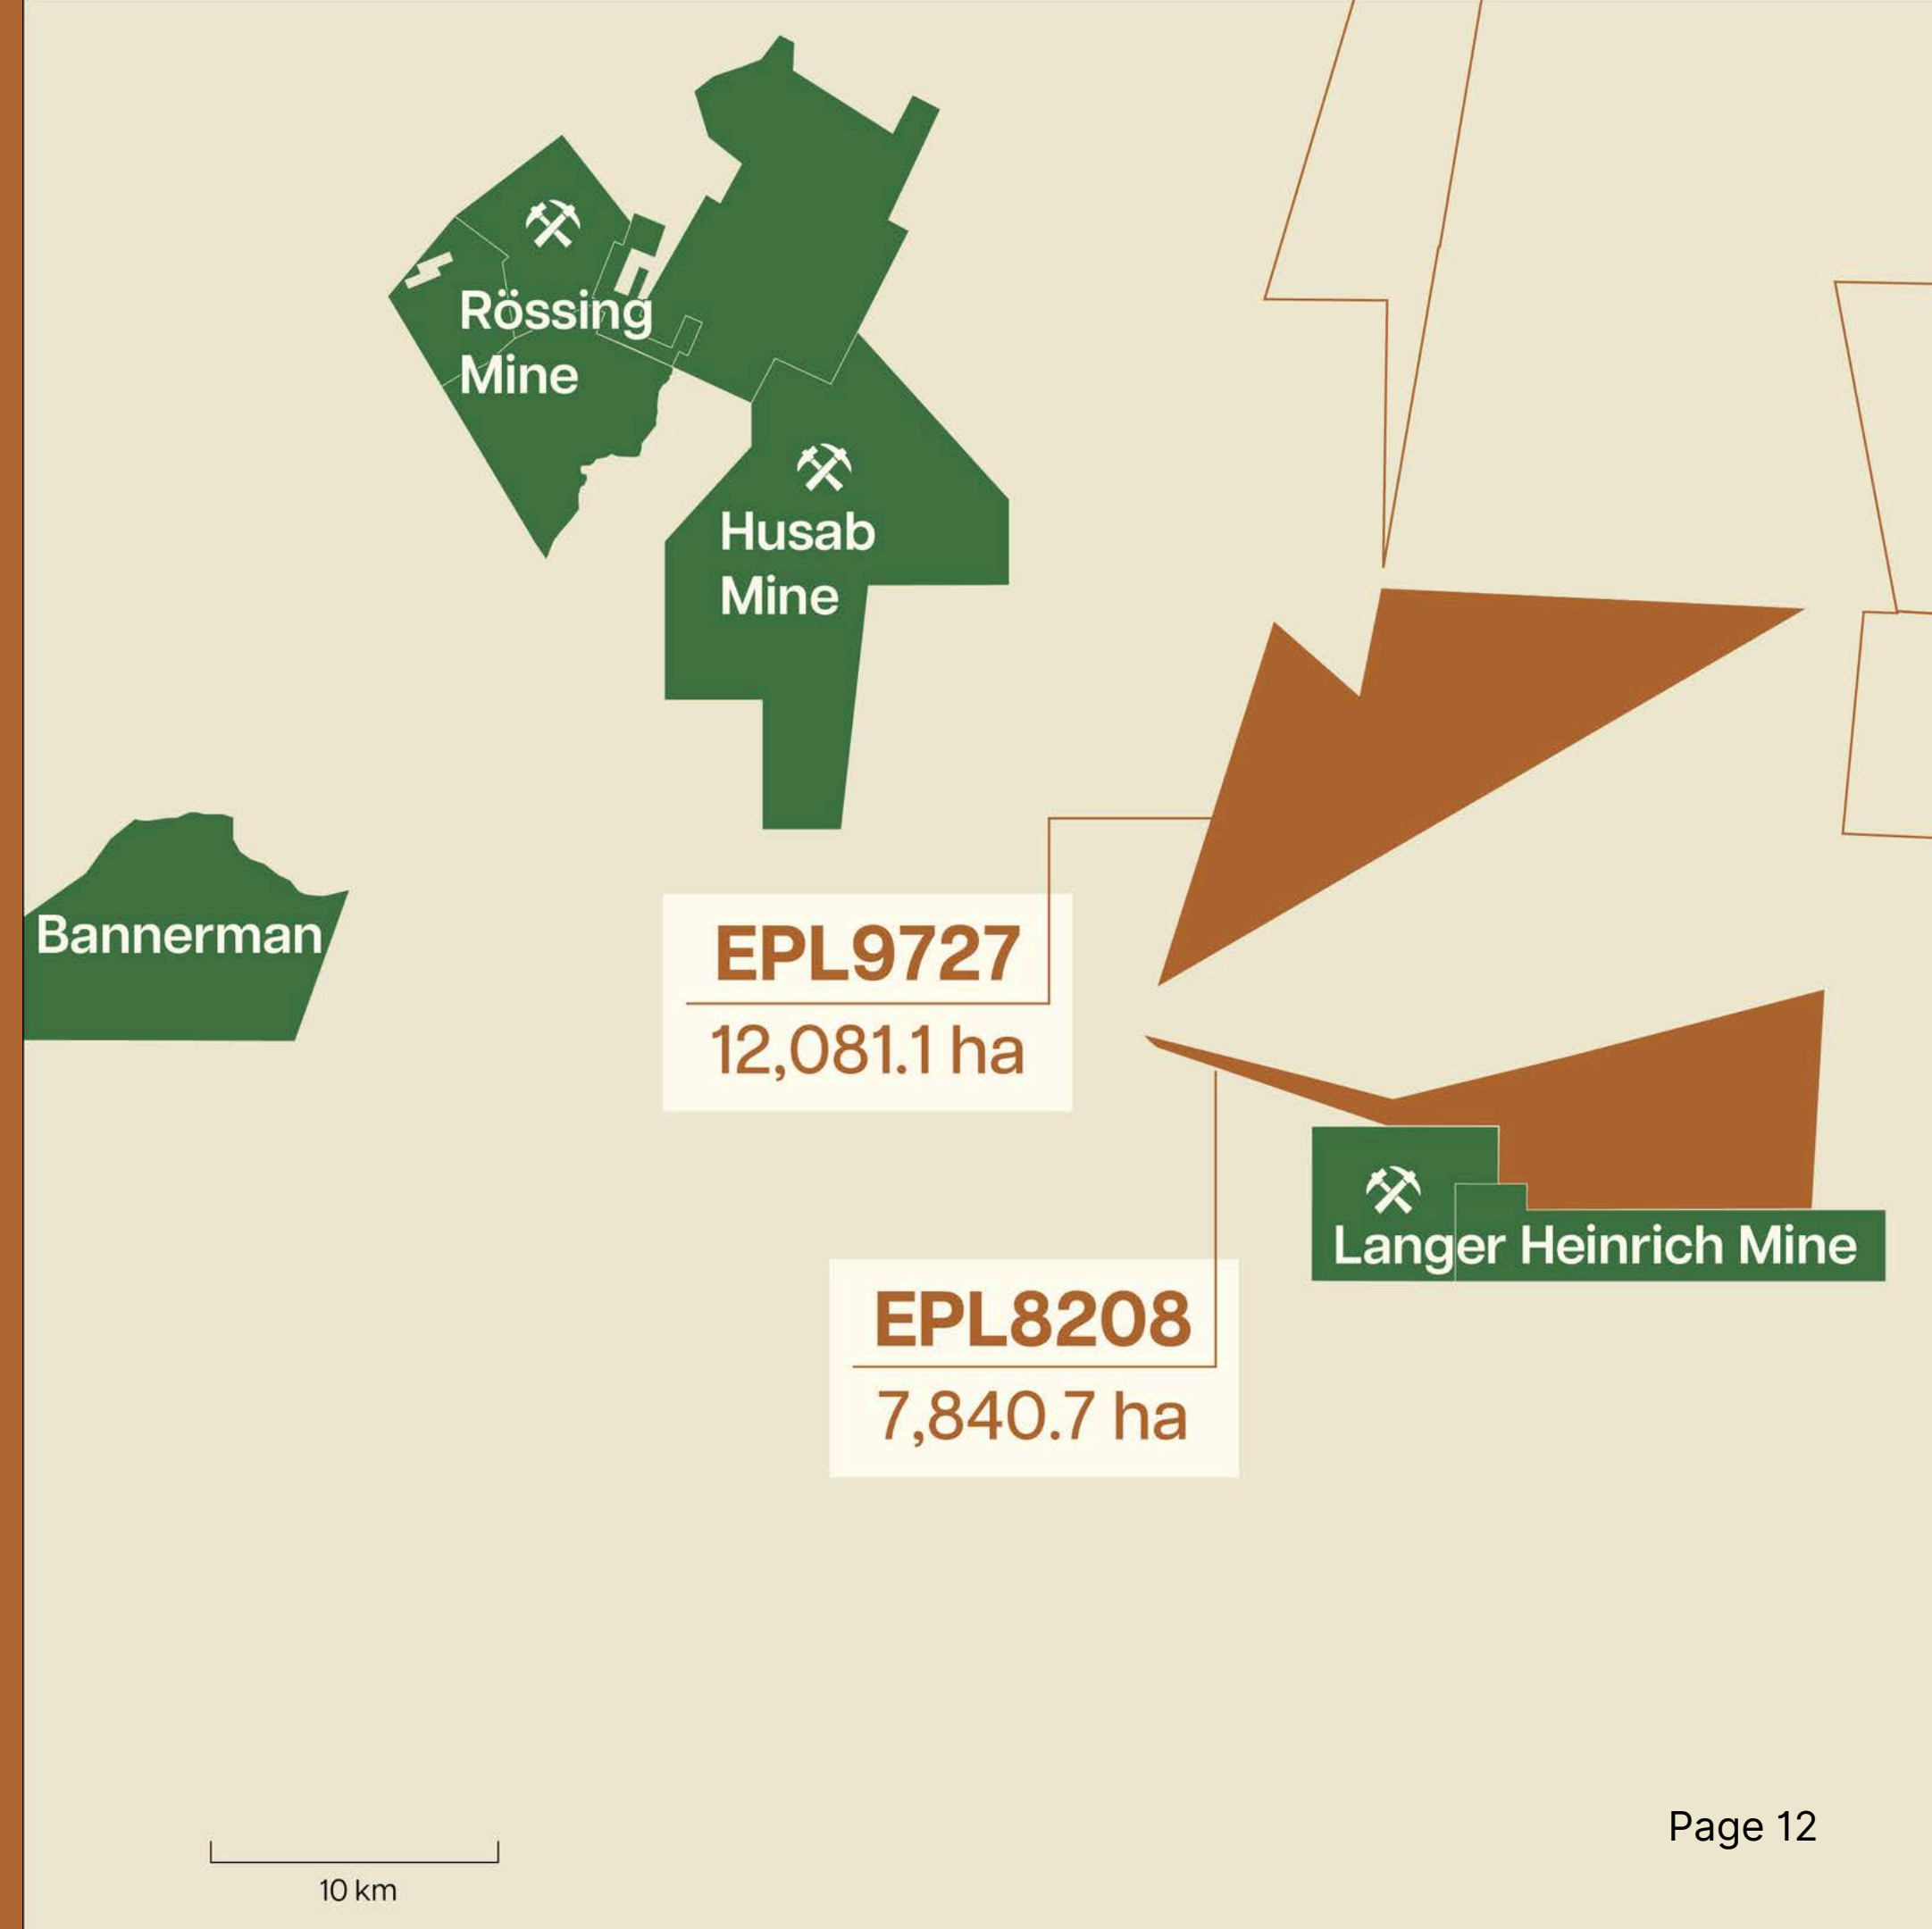 Rössing
Mine
Husab
Mine
Bannerman
EPL9727
12,081.1 ha
Langer Heinrich Mine
EPL8208
7,840.7 ha
Page 12
10 km